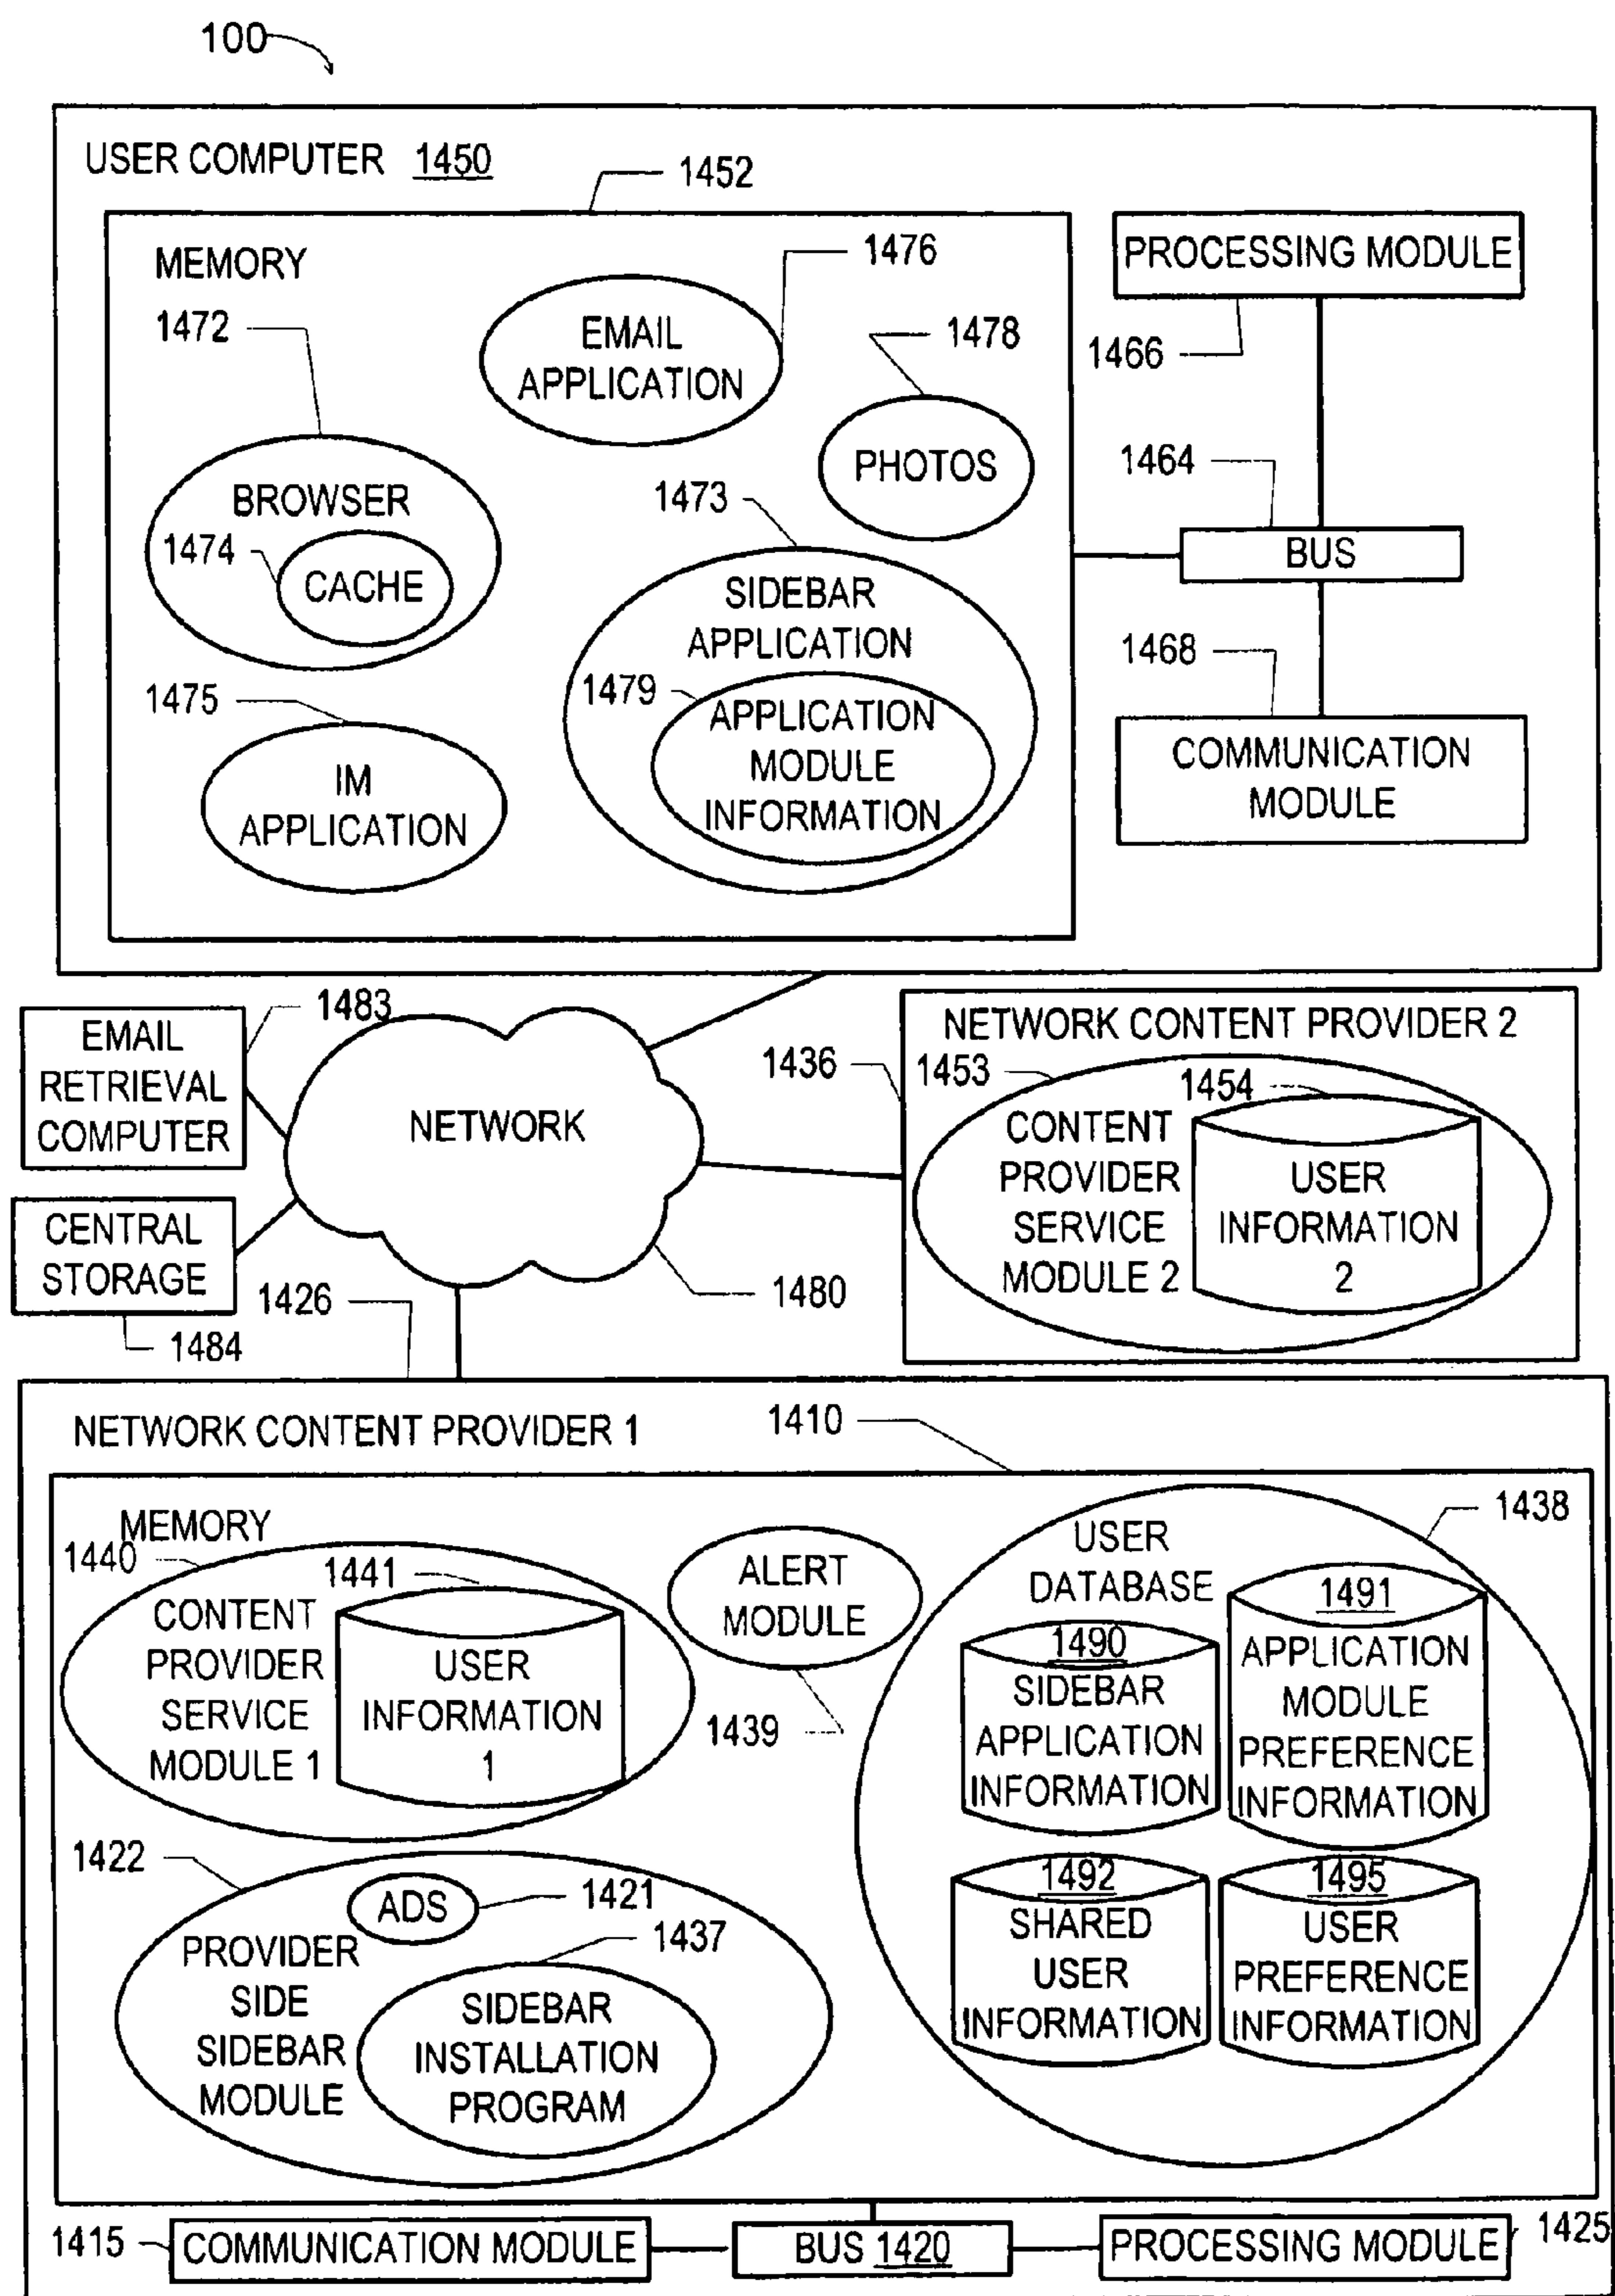 100
USER COMPUTER 1450
1452
MEMORY
1472
EMAIL
APPLICATION
1476
1478
PHOTOS
BROWSER
1474
CACHE
1473
SIDEBAR
APPLICATION
1479
APPLICATION
MODULE
INFORMATION
1475
IM
APPLICATION
PROCESSING MODULE
1466
1464
BUS
1468
COMMUNICATION
MODULE
1483
EMAIL
RETRIEVAL
COMPUTER
NETWORK
1480
CENTRAL
STORAGE
1484
1426
1436
NETWORK CONTENT PROVIDER 2
1453
1454
CONTENT
PROVIDER
SERVICE
MODULE 2
USER
INFORMATION
2
NETWORK CONTENT PROVIDER 1
1410
MEMORY
1440
1441
CONTENT
PROVIDER
SERVICE
MODULE 1
USER
INFORMATION
1
ALERT
MODULE
1439
1438
USER
DATABASE
1490
SIDEBAR
APPLICATION
INFORMATION
1491
APPLICATION
MODULE
PREFERENCE
INFORMATION
1492
SHARED
USER
INFORMATION
1495
USER
PREFERENCE
INFORMATION
1422
ADS
1421
1437
PROVIDER
SIDE
SIDEBAR
MODULE
SIDEBAR
INSTALLATION
PROGRAM
1415
COMMUNICATION MODULE
BUS 1420
PROCESSING MODULE
1425